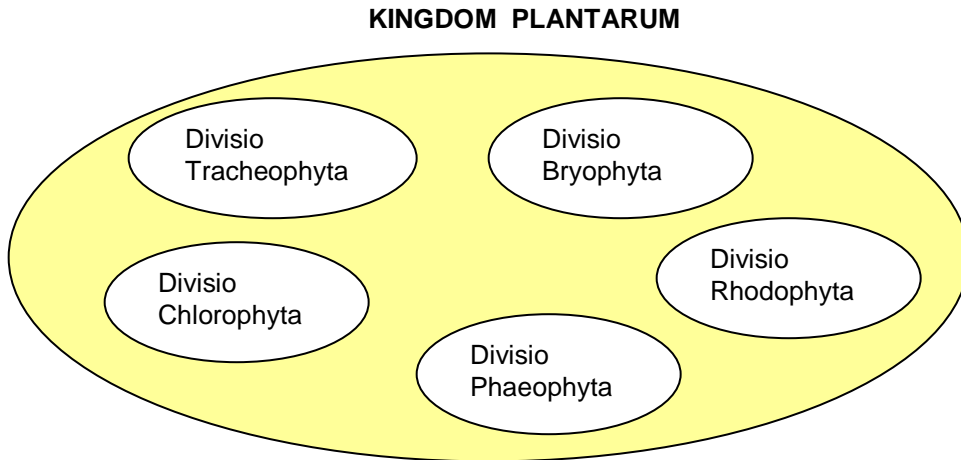 KINGDOM PLANTARUM
Divisio
Tracheophyta
Divisio
Bryophyta
Divisio
Rhodophyta
Divisio
Chlorophyta
Divisio
Phaeophyta